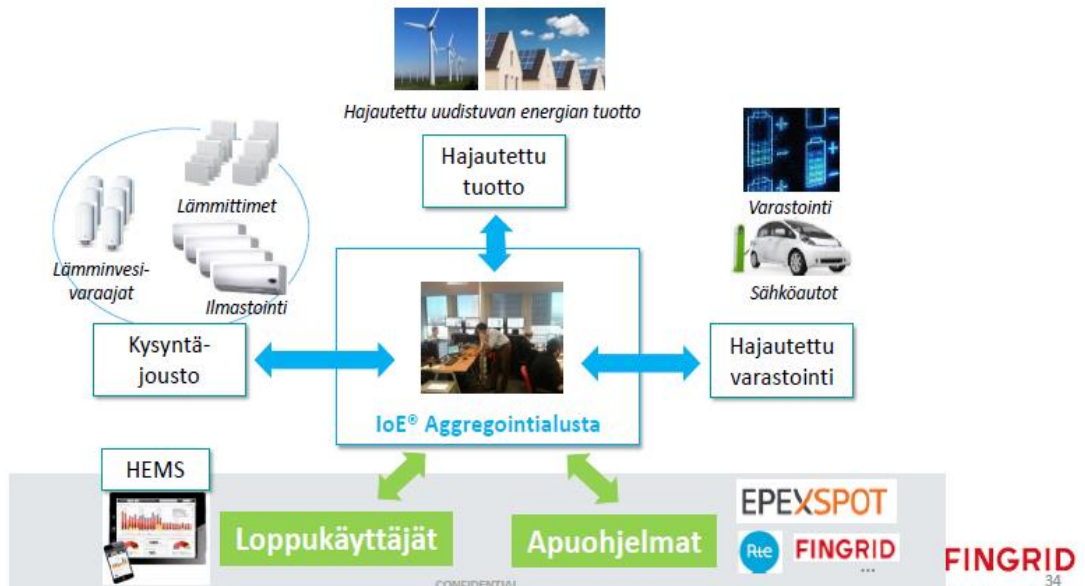 Hajautettu uudistuvan energian tuotto
Hajautettu
tuotto
Lämmittimet
Lämminvesi-
varaajat
Ilmastointi
Kysyntä-
jousto
Varastointi
Sähköautot
Hajautettu
varastointi
IoE® Aggregointialusta
HEMS
Loppukäyttäjät
Apuohjelmat
EPEXSPOT
Rte
FINGRID
...
CONFIDENTIAL
FINGRID
34